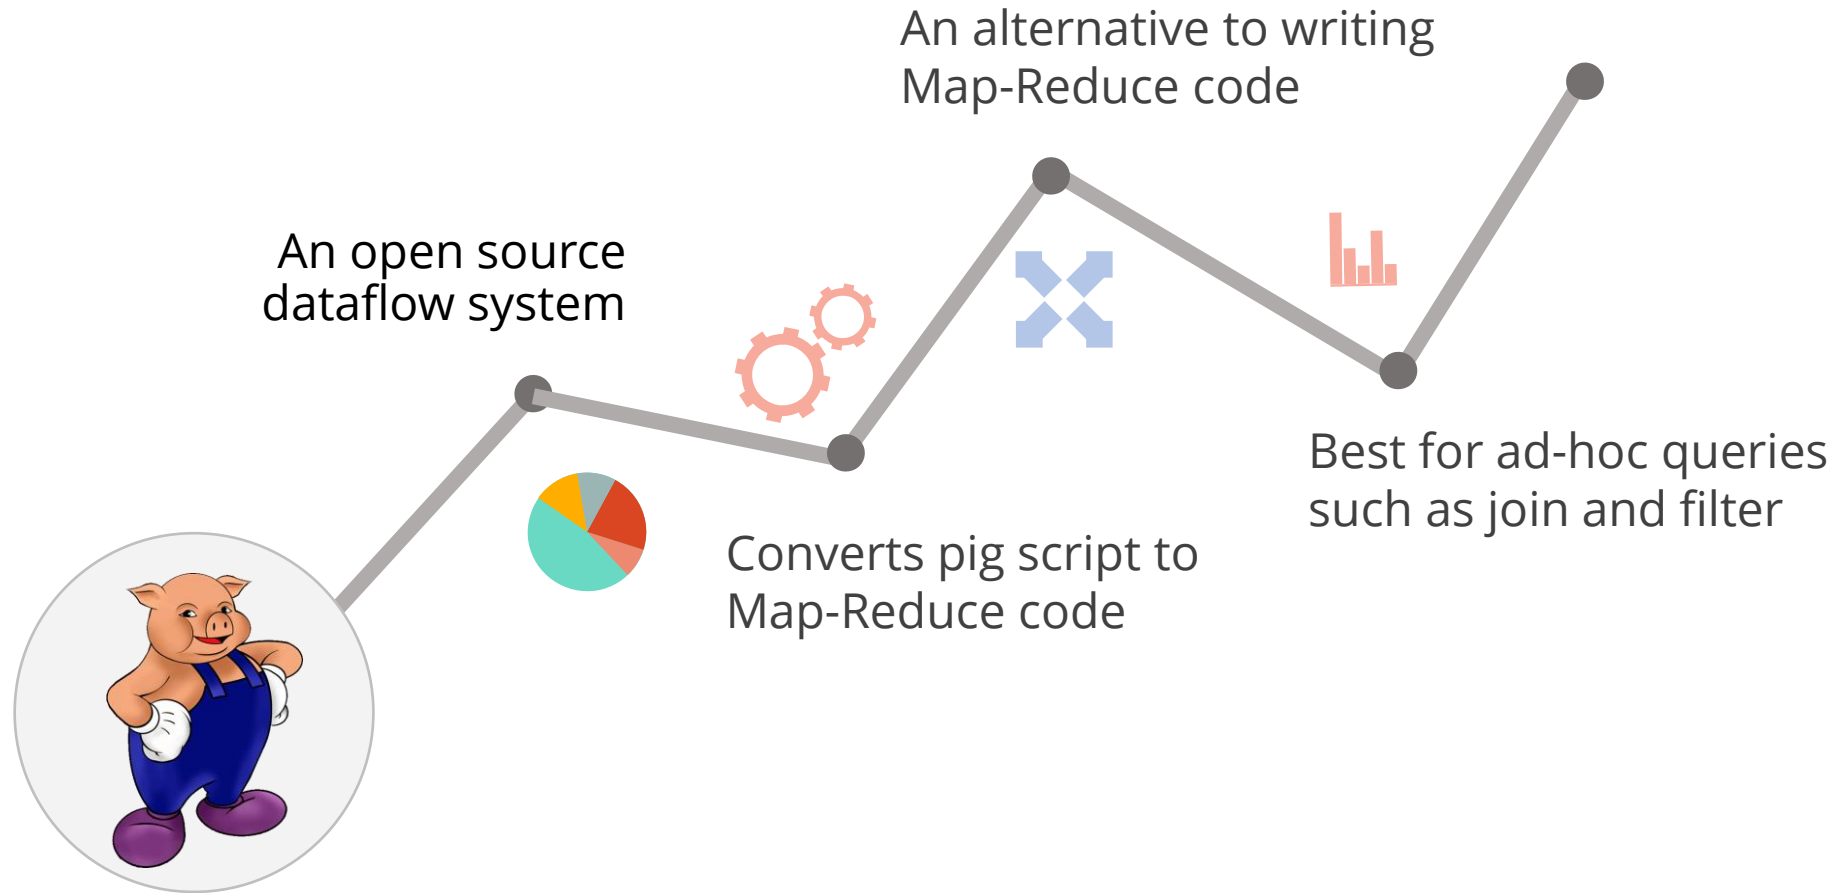 An open source
dataflow system
Converts pig script to
Map-Reduce code
An alternative to writing
Map-Reduce code
Best for ad-hoc queries
such as join and filter